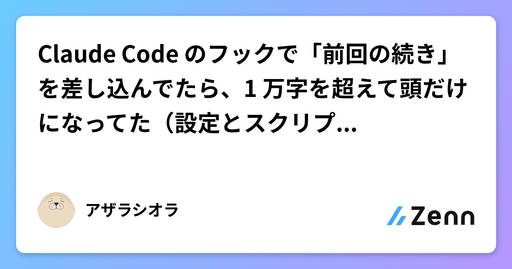 Claude Code のフックで「前回の続き」
を差し込んでたら、1 万字を超えて頭だけ
になってた（設定とスクリプ...
アザラシオラ
Zenn